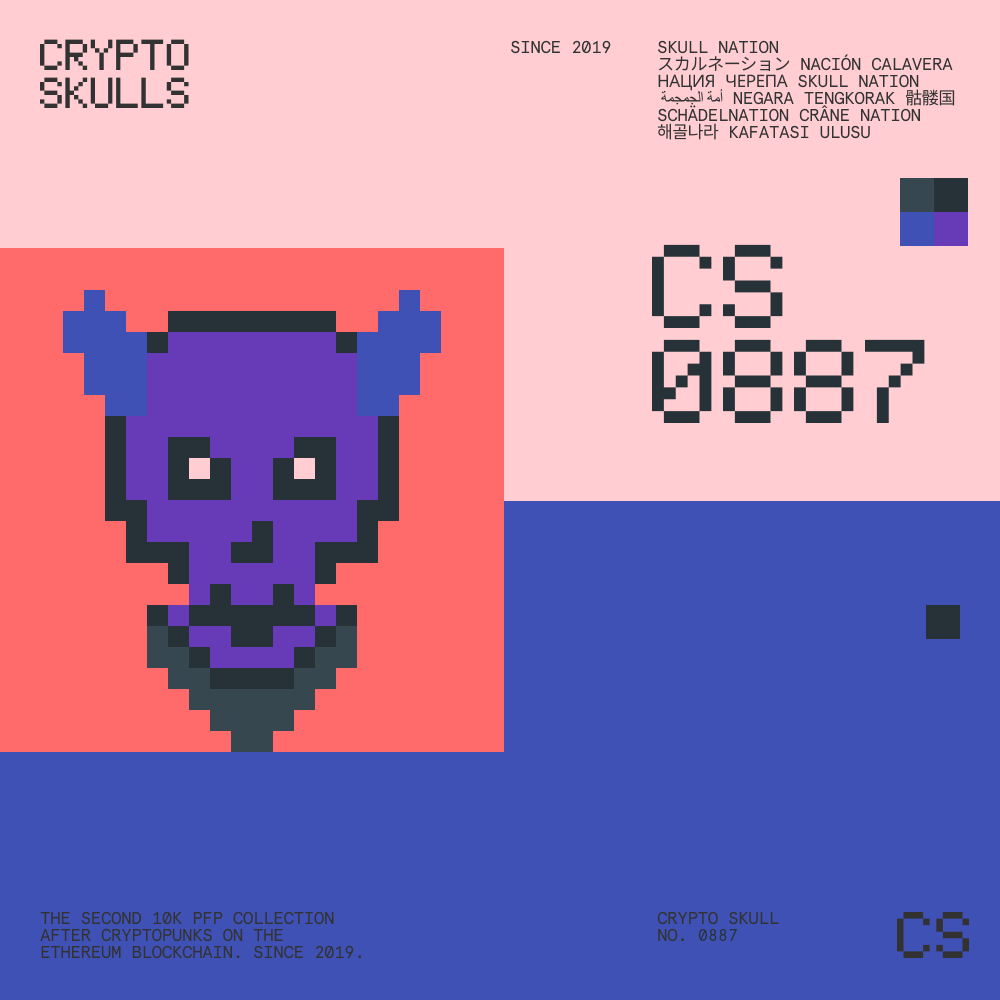 CRYPTO
SKULLS
SINCE 2019
SKULL NATION
スカルネーション NACIÓN CALAVERA
НАЦИЯ ЧЕРЕПА SKULL NATION
أمة الجمجمة NEGARA TENGKORAK 骷髅国
SCHÄDELNATION CRÂNE NATION
해골나라 KAFATASI ULUSU
CS
0887
THE SECOND 10K PFP COLLECTION
AFTER CRYPTOPUNKS ON THE
ETHEREUM BLOCKCHAIN. SINCE 2019.
CRYPTO SKULL
NO. 0887
CS